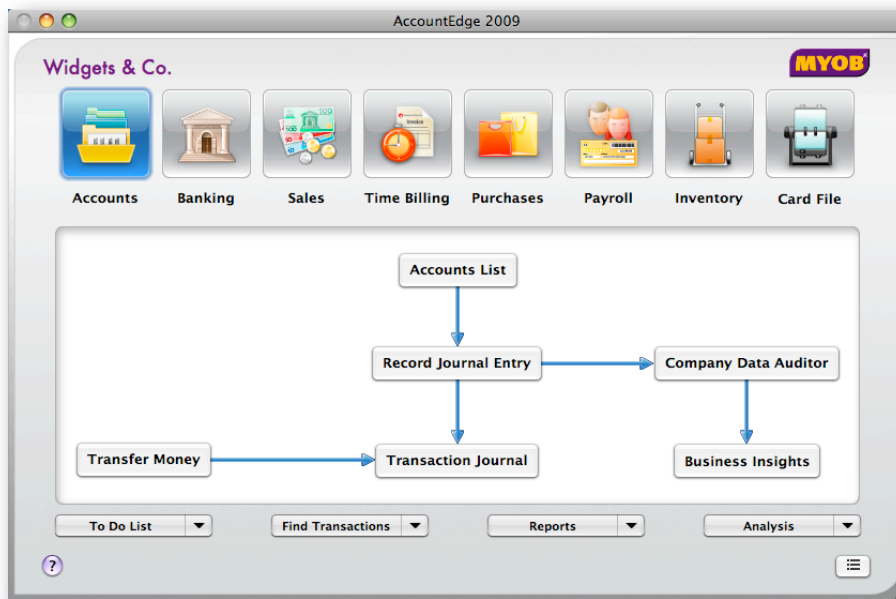 AccountEdge 2009
Widgets & Co.
MYOB
Accounts
Banking
Sales
Time Billing
Purchases
Payroll
Inventory
Card File
Accounts List
Record Journal Entry
Company Data Auditor
Transfer Money
Transaction Journal
Business Insights
To Do List
Find Transactions
Reports
Analysis
?